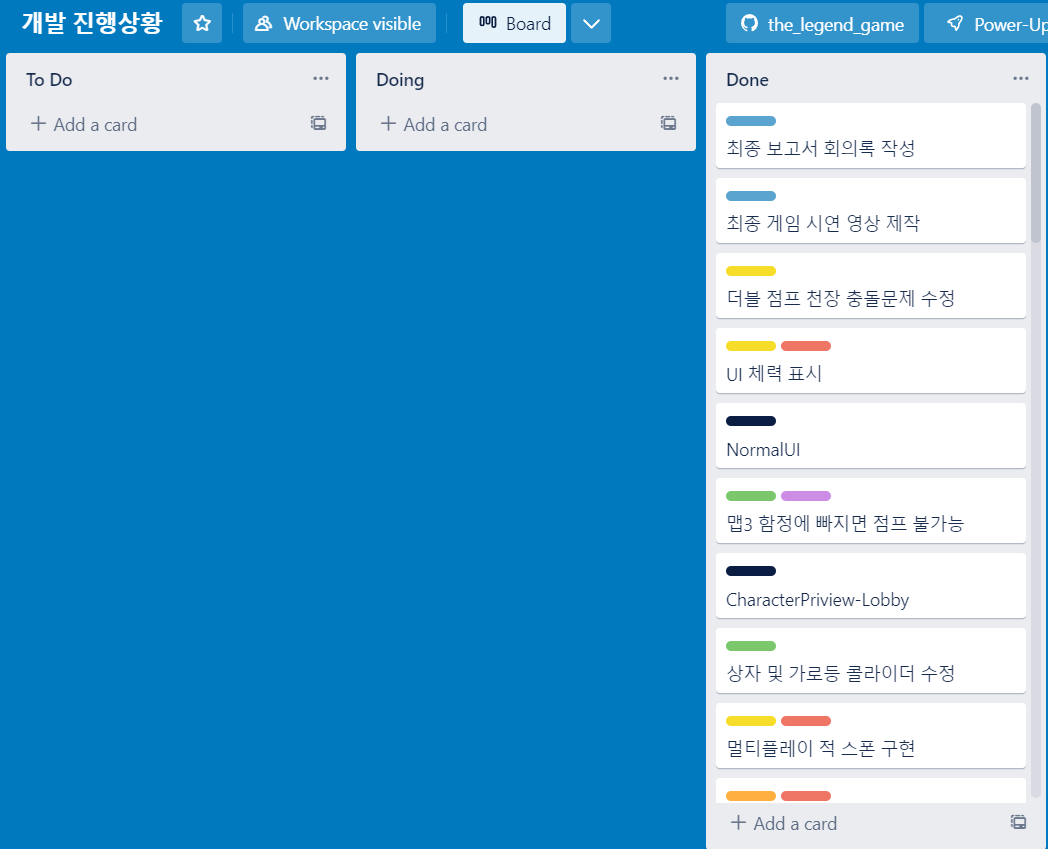 개발 진행상황
Workspace visible
Board
the_legend_game
Power-Up
To Do
Add a card
Doing
Add a card
Done
최종 보고서 회의록 작성
최종 게임 시연 영상 제작
더블 점프 천장 충돌문제 수정
UI 체력 표시
NormalUI
맵3 함정에 빠지면 점프 불가능
CharacterPriview-Lobby
상자 및 가로등 콜라이더 수정
멀티플레이 적 스폰 구현
Add a card